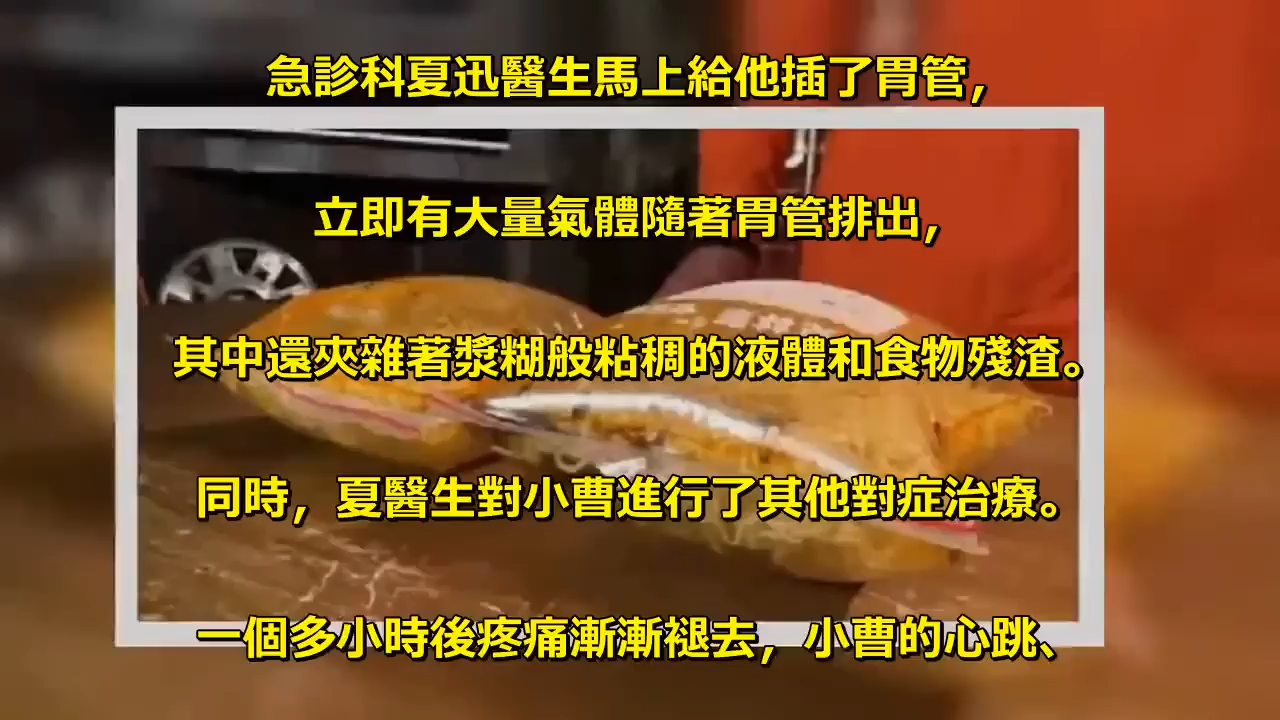 急診科夏迅醫生馬上給他插了胃管，
立即有大量氣體隨著胃管排出，
其中還夾雜著漿糊般粘稠的液體和食物殘渣。
同時，夏醫生對小曹進行了其他對症治療。
一個多小時後疼痛漸漸褪去，小曹的心跳、